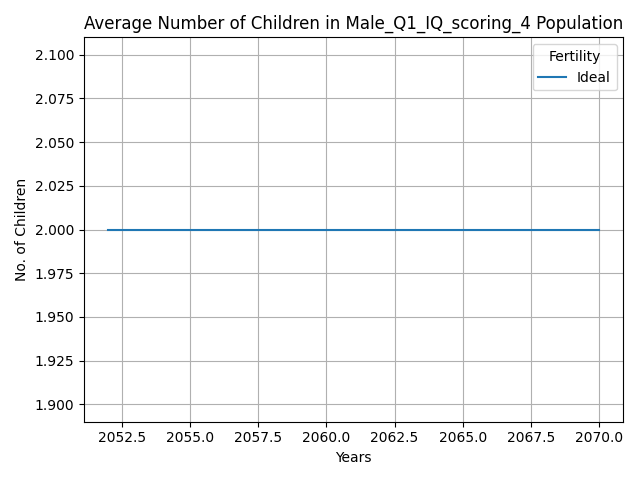 Average Number of Children in Male_Q1_IQ_scoring_4 Population
Fertility
Ideal
No. of Children
2.100
2.075
2.050
2.025
2.000
1.975
1.950
1.925
1.900
2052.5 2055.0 2057.5 2060.0 2062.5 2065.0 2067.5 2070.0
Years